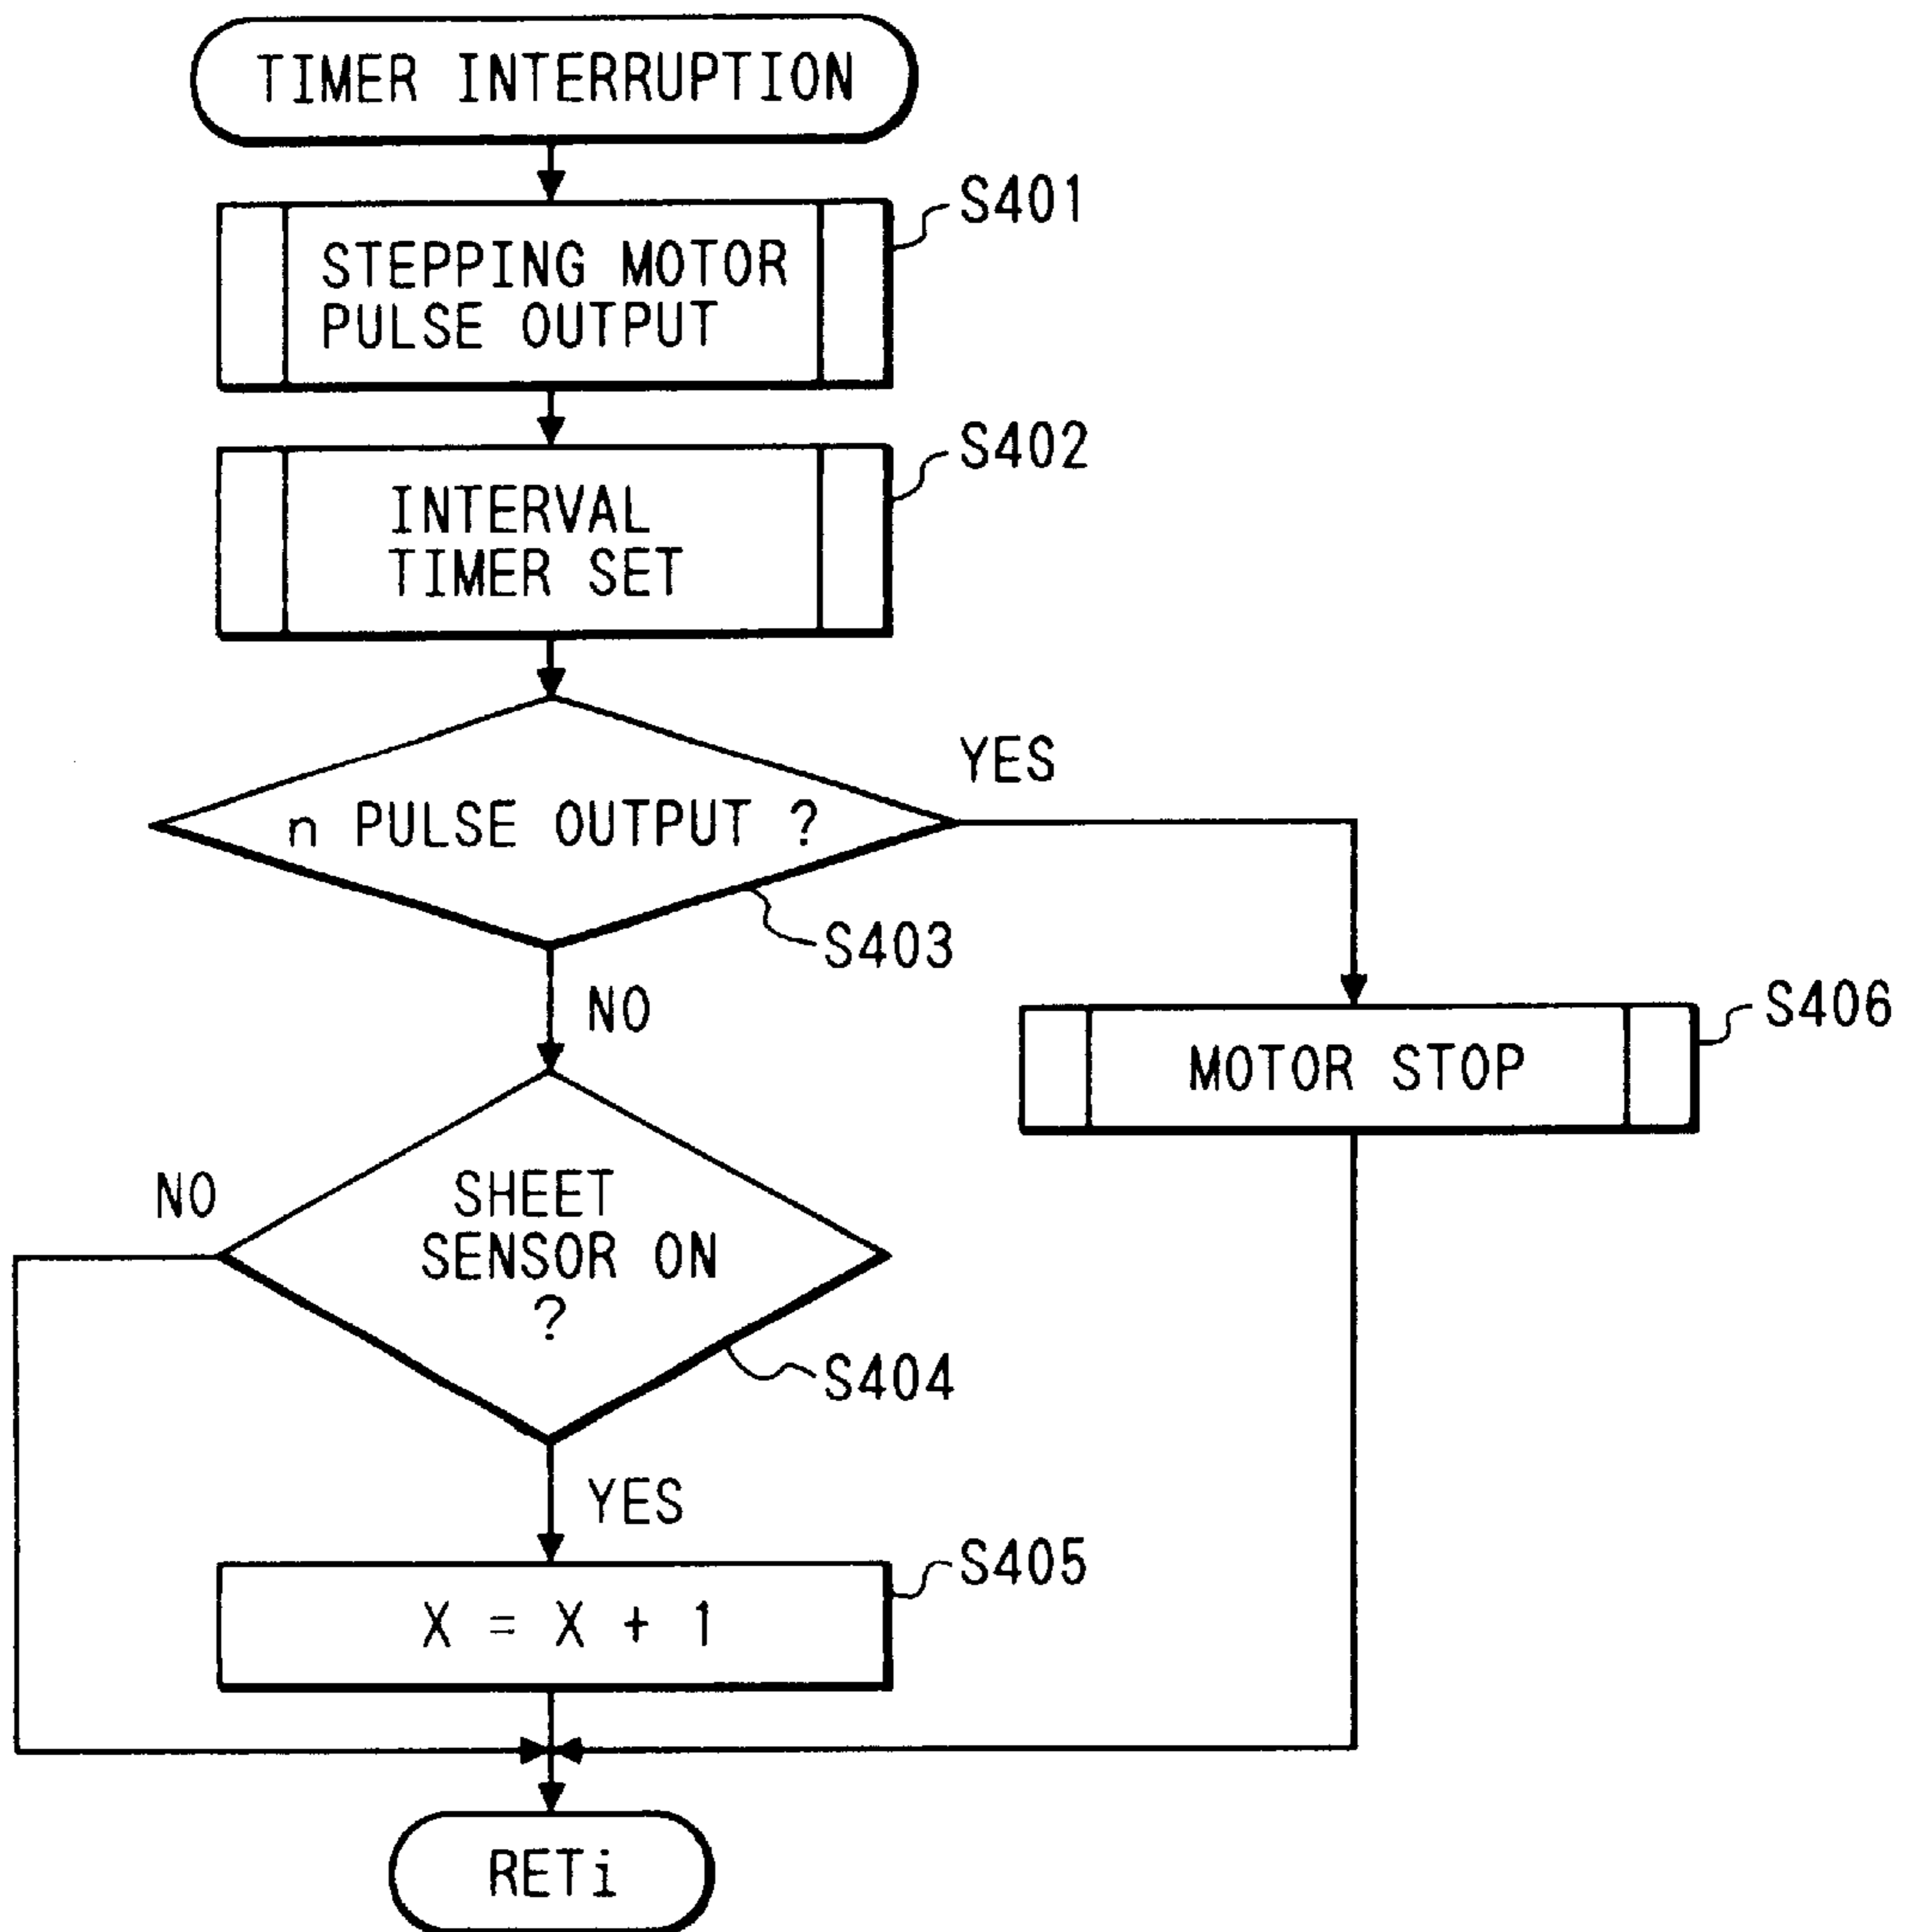 TIMER INTERRUPTION
S401
STEPPING MOTOR
PULSE OUTPUT
S402
INTERVAL
TIMER SET
YES
n PULSE OUTPUT ?
S403
NO
S406
MOTOR STOP
NO
SHEET
SENSOR ON
?
S404
YES
S405
X = X + 1
RETi